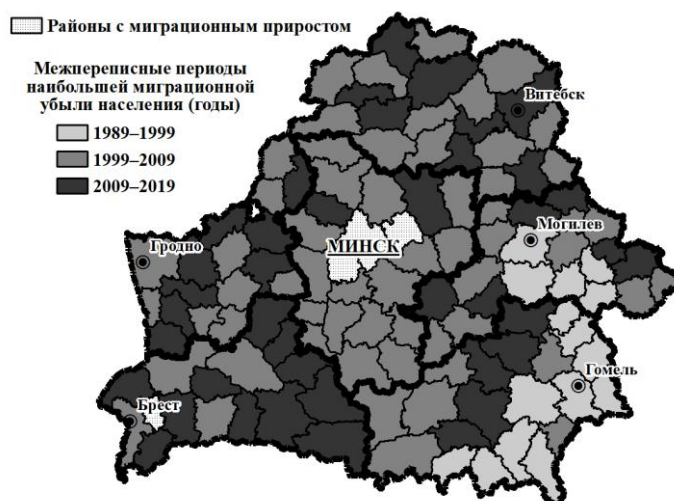 Районы с миграционным приростом
Межпереписные периоды
наибольшей миграционной
убыли населения (годы)
1989–1999
1999–2009
2009–2019
Витебск
Могилев
МИНСК
Гродно
Гомель
Брест